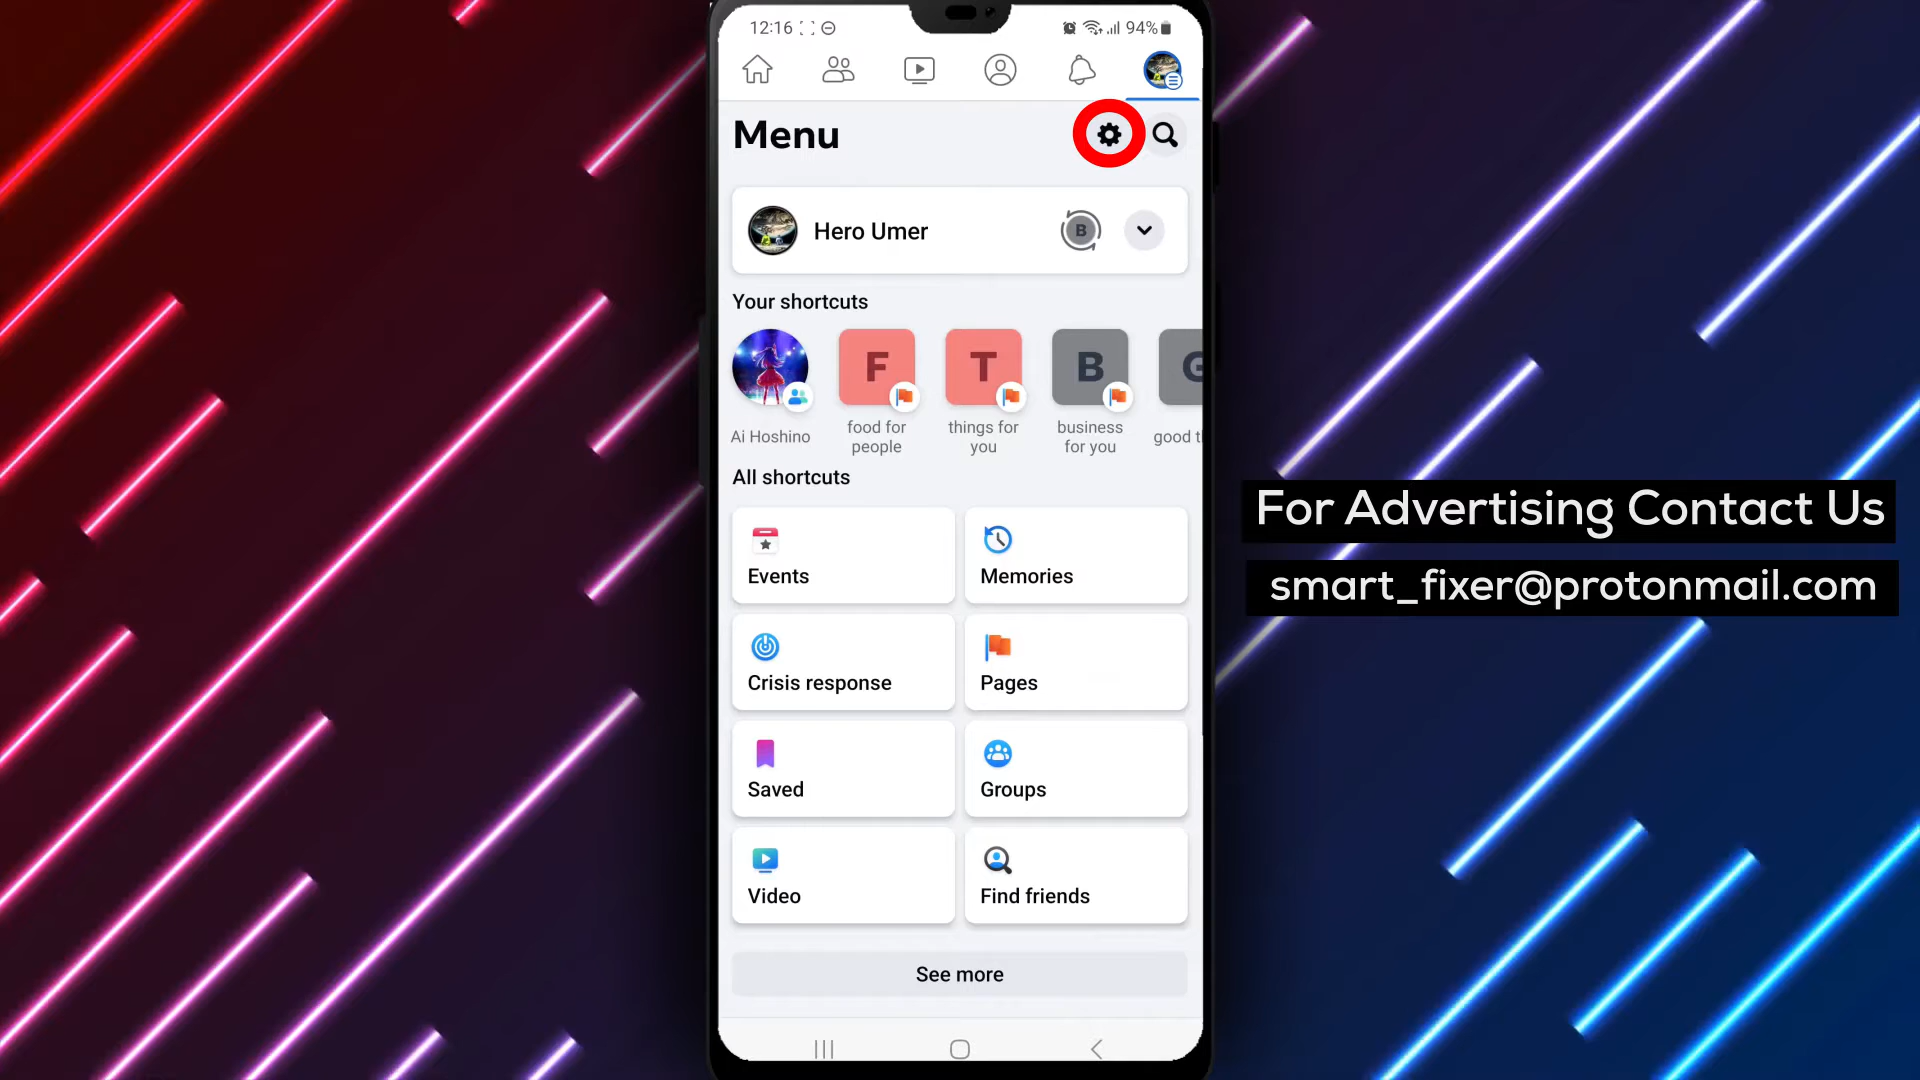 12:16 94%
Menu
Hero Umer B
Your shortcuts
F T B G
Ai Hoshino
food for
people
things for
you
business
for you
good t
All shortcuts
Events
Memories
Crisis response
Pages
Saved
Groups
Video
Find friends
See more
For Advertising Contact Us
smart_fixer@protonmail.com